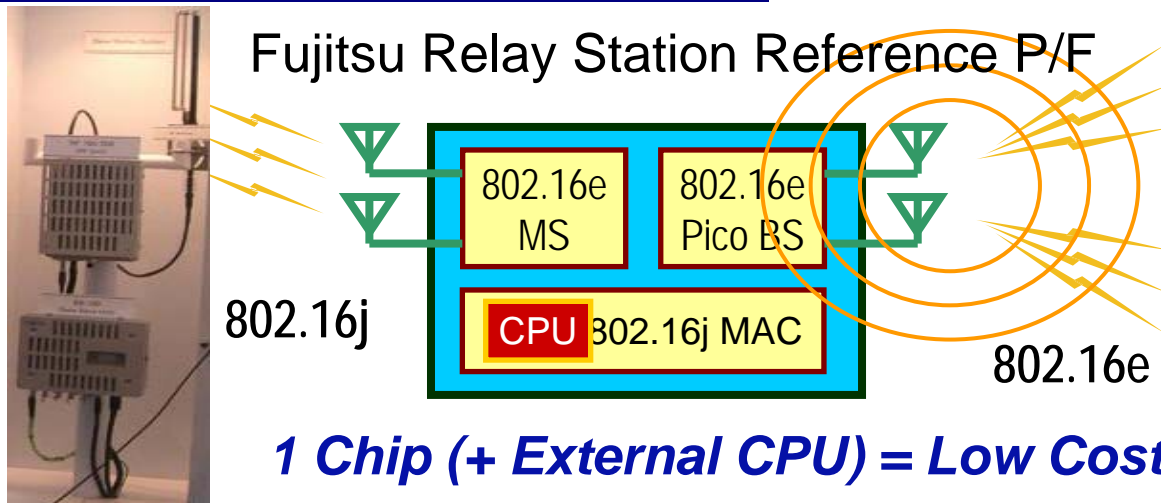 Fujitsu Relay Station Reference P/F
802.16e
MS
802.16e
Pico BS
802.16j
CPU 802.16j MAC
802.16e
1 Chip (+ External CPU) = Low Cost